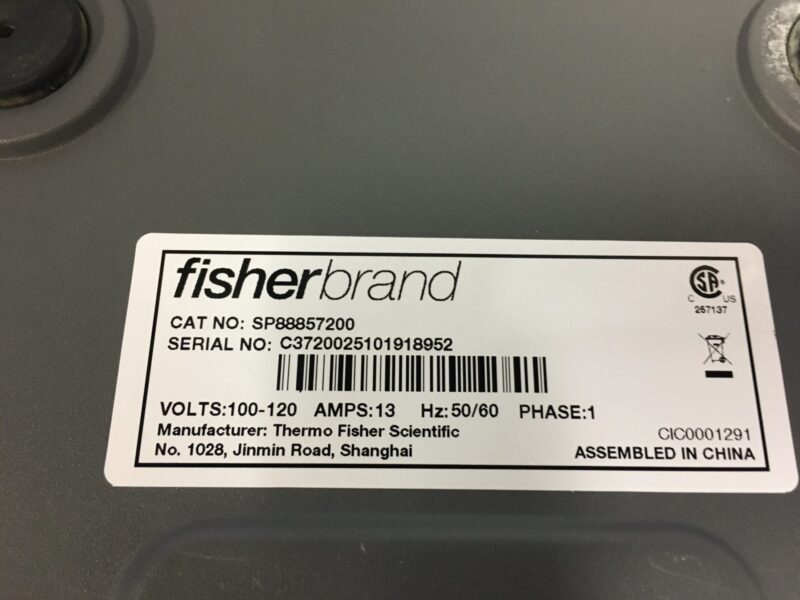 fisherbrand
CAT NO: SP88857200
SERIAL NO: C3720025101918952
VOLTS:100-120 AMPS:13 Hz:50/60 PHASE:1
Manufacturer: Thermo Fisher Scientific
No. 1028, Jinmin Road, Shanghai
SA
C US
257137
CIC0001291
ASSEMBLED IN CHINA